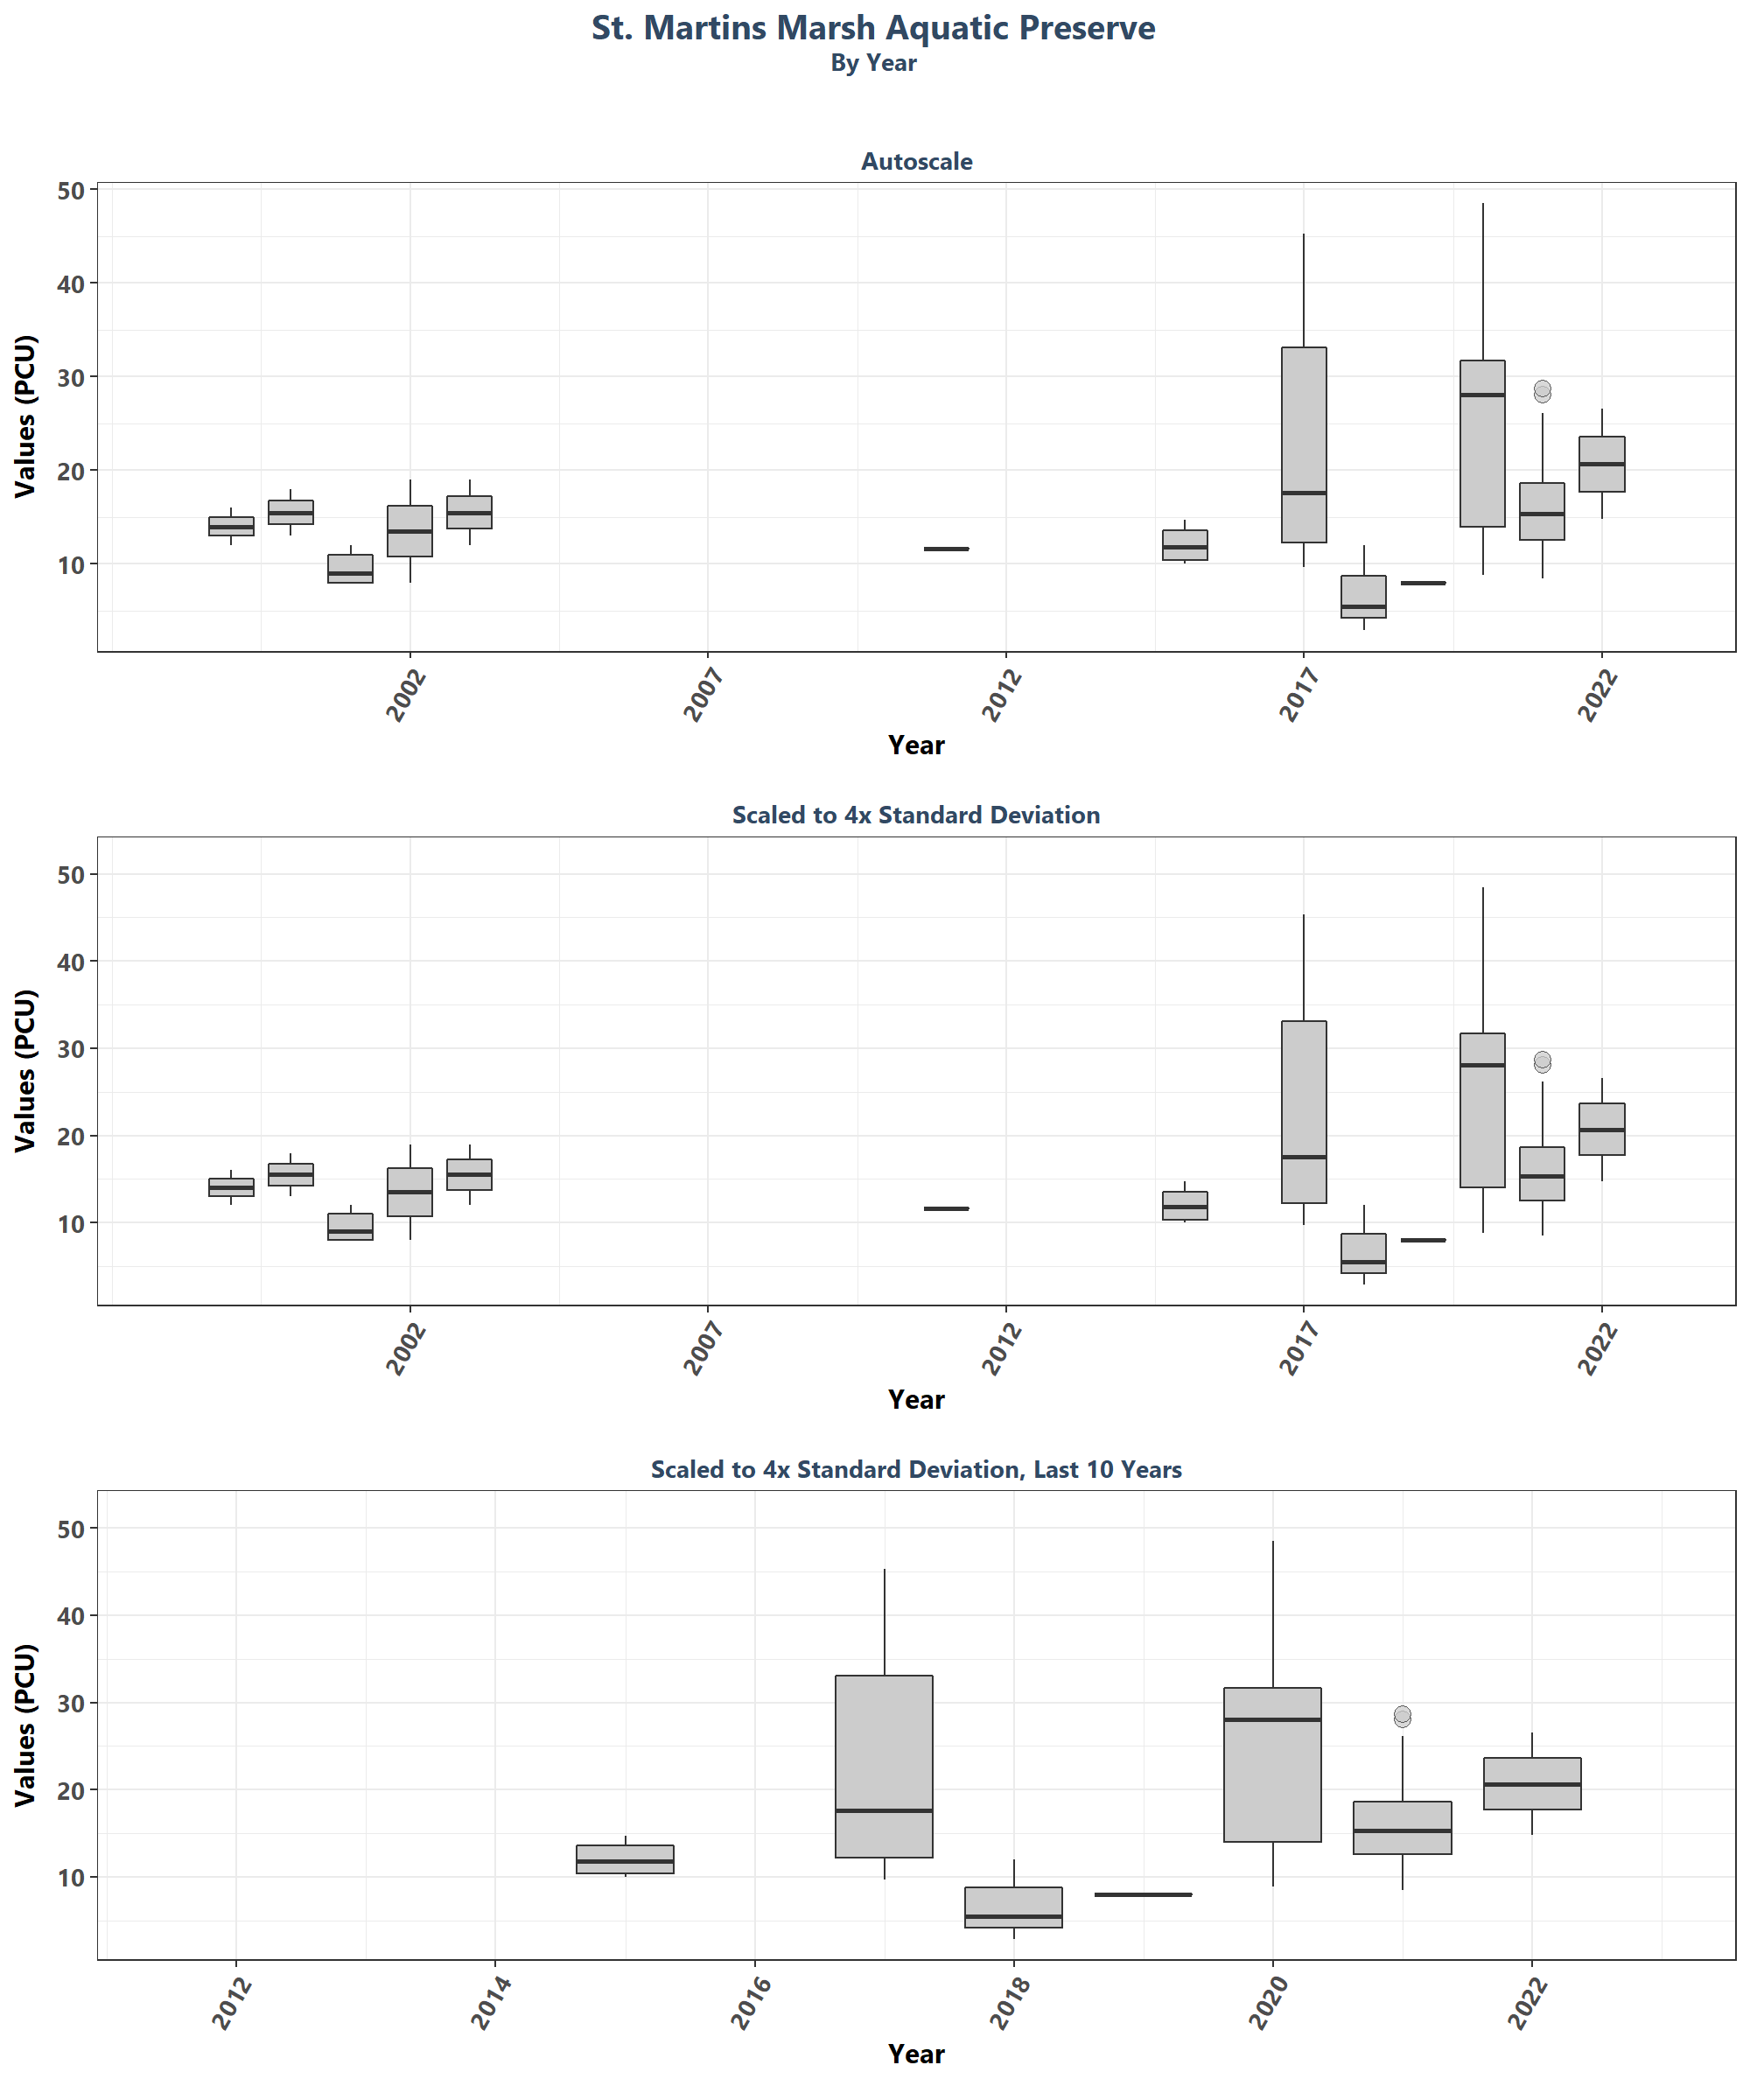 St. Martins Marsh Aquatic Preserve
By Year
Autoscale
Values (PCU)
50
40
30
20
10
2002 2007 2012 2017 2022
Year
Scaled to 4x Standard Deviation
Values (PCU)
50
40
30
20
10
2002 2007 2012 2017 2022
Year
Scaled to 4x Standard Deviation, Last 10 Years
Values (PCU)
50
40
30
20
10
2012 2014 2016 2018 2020 2022
Year